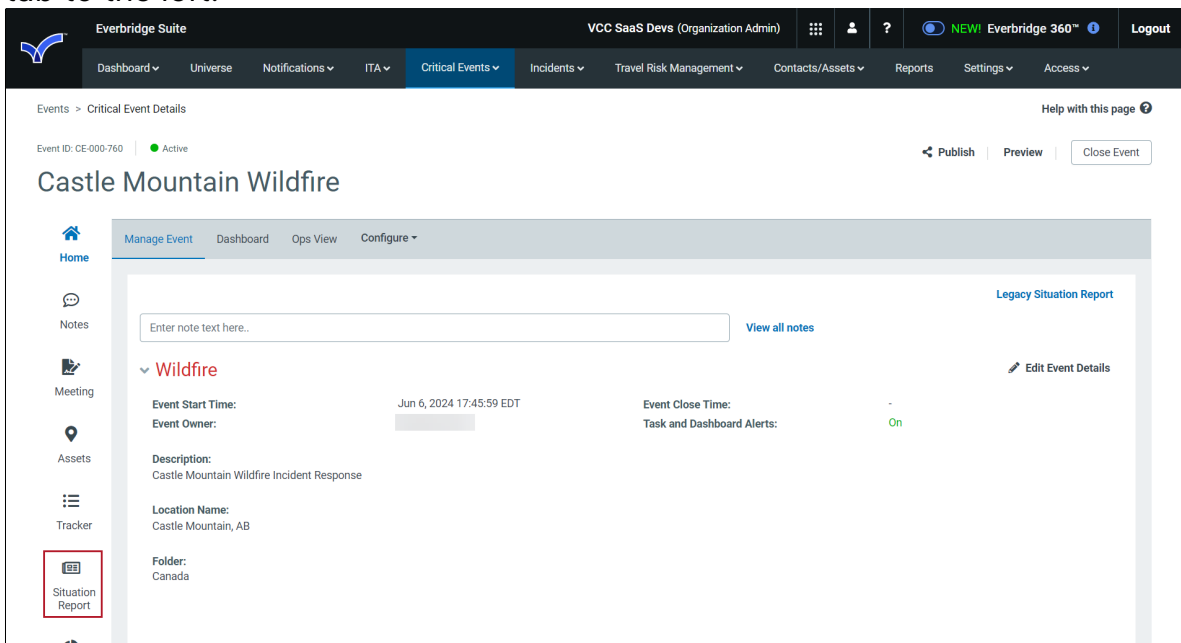 tab to the left.
Everbridge Suite VCC SaaS Devs (Organization Admin) ? NEW! Everbridge 360™ Logout
Dashboard Universe Notifications ITA Critical Events Incidents Travel Risk Management Contacts/Assets Reports Settings Access
Events > Critical Event Details Help with this page
Event ID: CE-000-760 Active Publish Preview Close Event
Castle Mountain Wildfire
Home Manage Event Dashboard Ops View Configure
Legacy Situation Report
Notes Enter note text here.. View all notes
Wildfire Edit Event Details
Meeting
Event Start Time: Jun 6, 2024 17:45:59 EDT Event Close Time: -
Event Owner: Task and Dashboard Alerts: On
Assets
Description:
Castle Mountain Wildfire Incident Response
Location Name:
Tracker Castle Mountain, AB
Folder:
Canada
Situation
Report